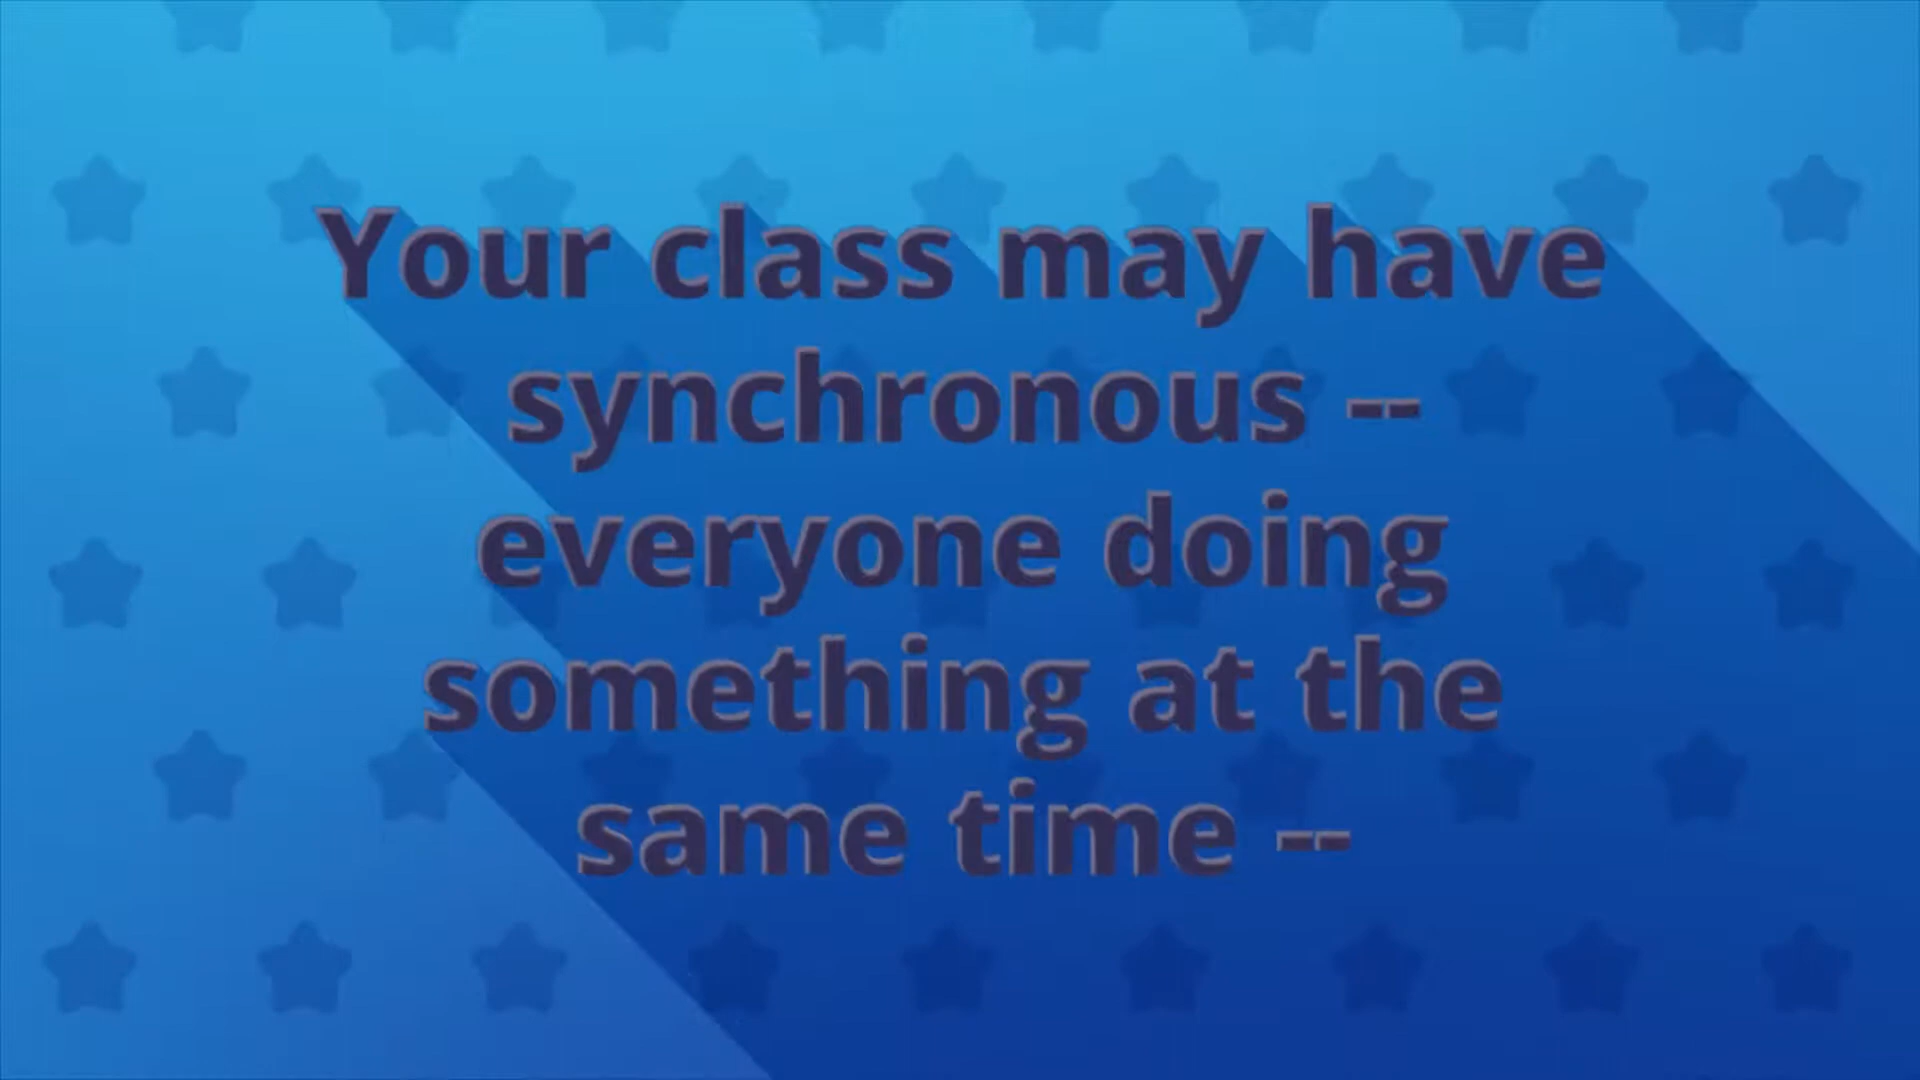 Your class may have
synchronous --
everyone doing
something at the
same time --